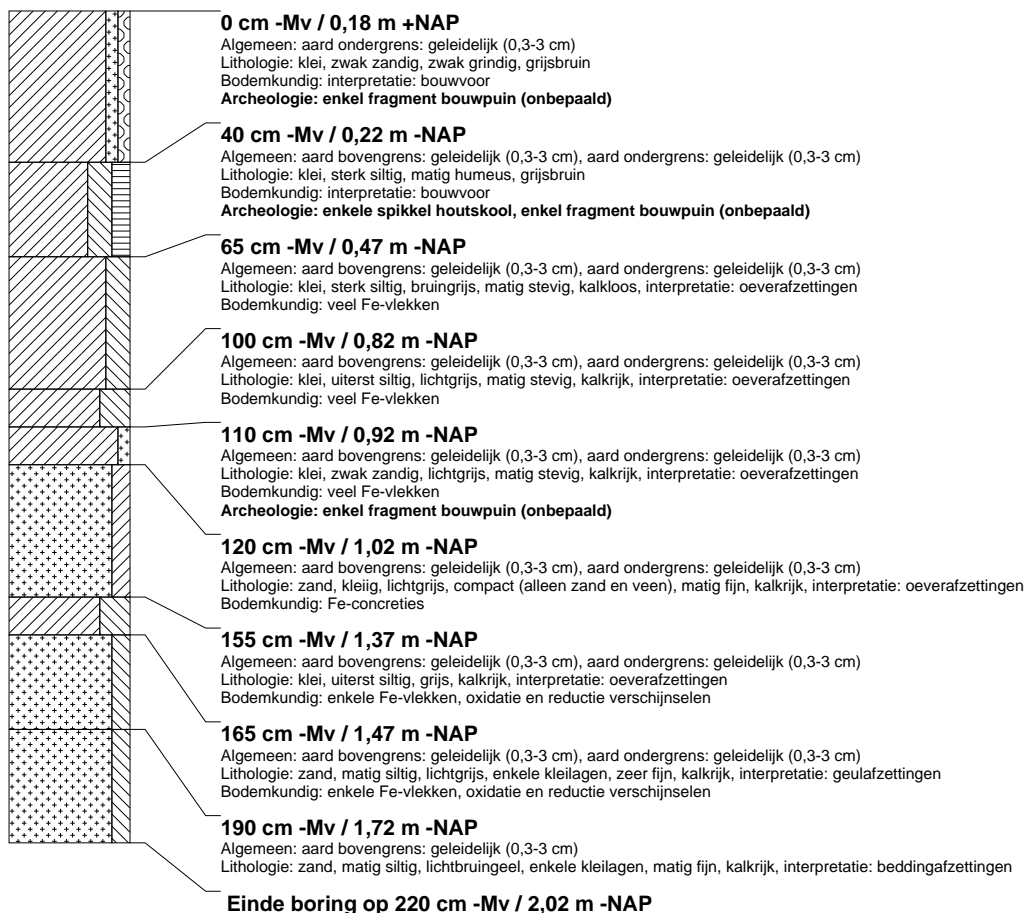 0 cm -Mv / 0,18 m +NAP
Algemeen: aard ondergrens: geleidelijk (0,3-3 cm)
Lithologie: klei, zwak zandig, zwak grindig, grijsbruin
Bodemkundig: interpretatie: bouwvoor
Archeologie: enkel fragment bouwpuin (onbepaald)
40 cm -Mv / 0,22 m -NAP
Algemeen: aard bovengrens: geleidelijk (0,3-3 cm), aard ondergrens: geleidelijk (0,3-3 cm)
Lithologie: klei, sterk siltig, matig humeus, grijsbruin
Bodemkundig: interpretatie: bouwvoor
Archeologie: enkele spikkel houtskool, enkel fragment bouwpuin (onbepaald)
65 cm -Mv / 0,47 m -NAP
Algemeen: aard bovengrens: geleidelijk (0,3-3 cm), aard ondergrens: geleidelijk (0,3-3 cm)
Lithologie: klei, sterk siltig, bruingrijs, matig stevig, kalkloos, interpretatie: oeverafzettingen
Bodemkundig: veel Fe-vlekken
100 cm -Mv / 0,82 m -NAP
Algemeen: aard bovengrens: geleidelijk (0,3-3 cm), aard ondergrens: geleidelijk (0,3-3 cm)
Lithologie: klei, uiterst siltig, lichtgrijs, matig stevig, kalkrijk, interpretatie: oeverafzettingen
Bodemkundig: veel Fe-vlekken
110 cm -Mv / 0,92 m -NAP
Algemeen: aard bovengrens: geleidelijk (0,3-3 cm), aard ondergrens: geleidelijk (0,3-3 cm)
Lithologie: klei, zwak zandig, lichtgrijs, matig stevig, kalkrijk, interpretatie: oeverafzettingen
Bodemkundig: veel Fe-vlekken
Archeologie: enkel fragment bouwpuin (onbepaald)
120 cm -Mv / 1,02 m -NAP
Algemeen: aard bovengrens: geleidelijk (0,3-3 cm), aard ondergrens: geleidelijk (0,3-3 cm)
Lithologie: zand, kleiig, lichtgrijs, compact (alleen zand en veen), matig fijn, kalkrijk, interpretatie: oeverafzettingen
Bodemkundig: Fe-concreties
155 cm -Mv / 1,37 m -NAP
Algemeen: aard bovengrens: geleidelijk (0,3-3 cm), aard ondergrens: geleidelijk (0,3-3 cm)
Lithologie: klei, uiterst siltig, grijs, kalkrijk, interpretatie: oeverafzettingen
Bodemkundig: enkele Fe-vlekken, oxidatie en reductie verschijnselen
165 cm -Mv / 1,47 m -NAP
Algemeen: aard bovengrens: geleidelijk (0,3-3 cm), aard ondergrens: geleidelijk (0,3-3 cm)
Lithologie: zand, matig siltig, lichtgrijs, enkele kleilagen, zeer fijn, kalkrijk, interpretatie: geulafzettingen
Bodemkundig: enkele Fe-vlekken, oxidatie en reductie verschijnselen
190 cm -Mv / 1,72 m -NAP
Algemeen: aard bovengrens: geleidelijk (0,3-3 cm)
Lithologie: zand, matig siltig, lichtbruingeel, enkele kleilagen, matig fijn, kalkrijk, interpretatie: beddingafzettingen
Einde boring op 220 cm -Mv / 2,02 m -NAP